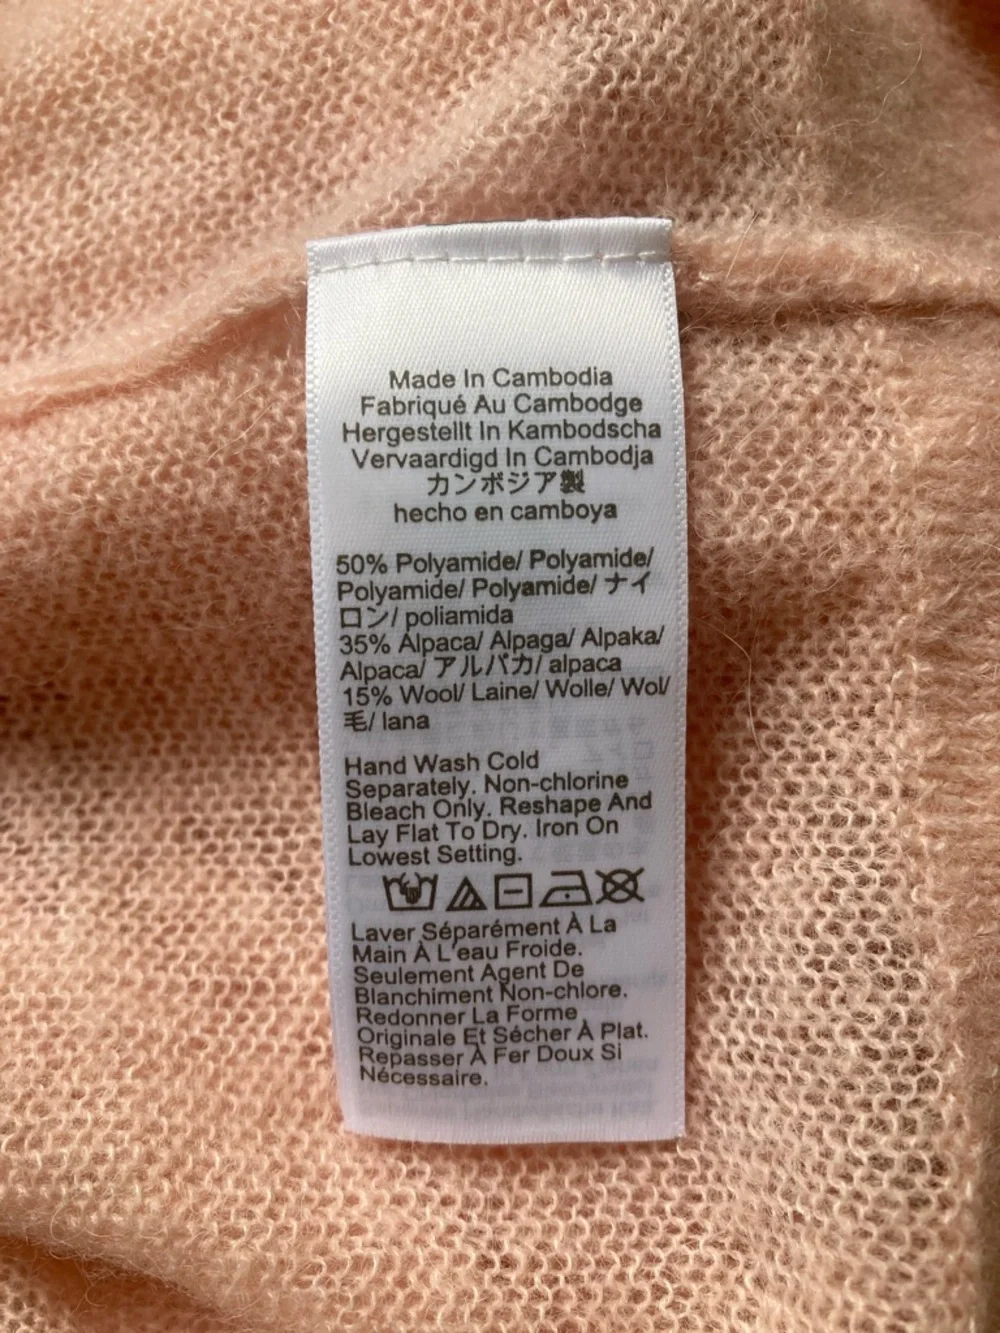 Made In Cambodia
Fabriqué Au Cambodge
Hergestellt In Kambodscha
Vervaardigd In Cambodja
カンボジア製
hecho en camboya
50% Polyamide/ Polyamide/
Polyamide/ Polyamide/ ナイ
ロン/ poliamida
35% Alpaca/ Alpaga/ Alpaka/
Alpaca/ アルパカ/ alpaca
15% Wool/ Laine/ Wolle/ Wol/
毛/ lana
Hand Wash Cold
Separately. Non-chlorine
Bleach Only. Reshape And
Lay Flat To Dry. Iron On
Lowest Setting.
Laver Séparément À La
Main À L'eau Froide.
Seulement Agent De
Blanchiment Non-chlore.
Redonner La Forme
Originale Et Sécher À Plat.
Repasser À Fer Doux Si
Nécessaire.